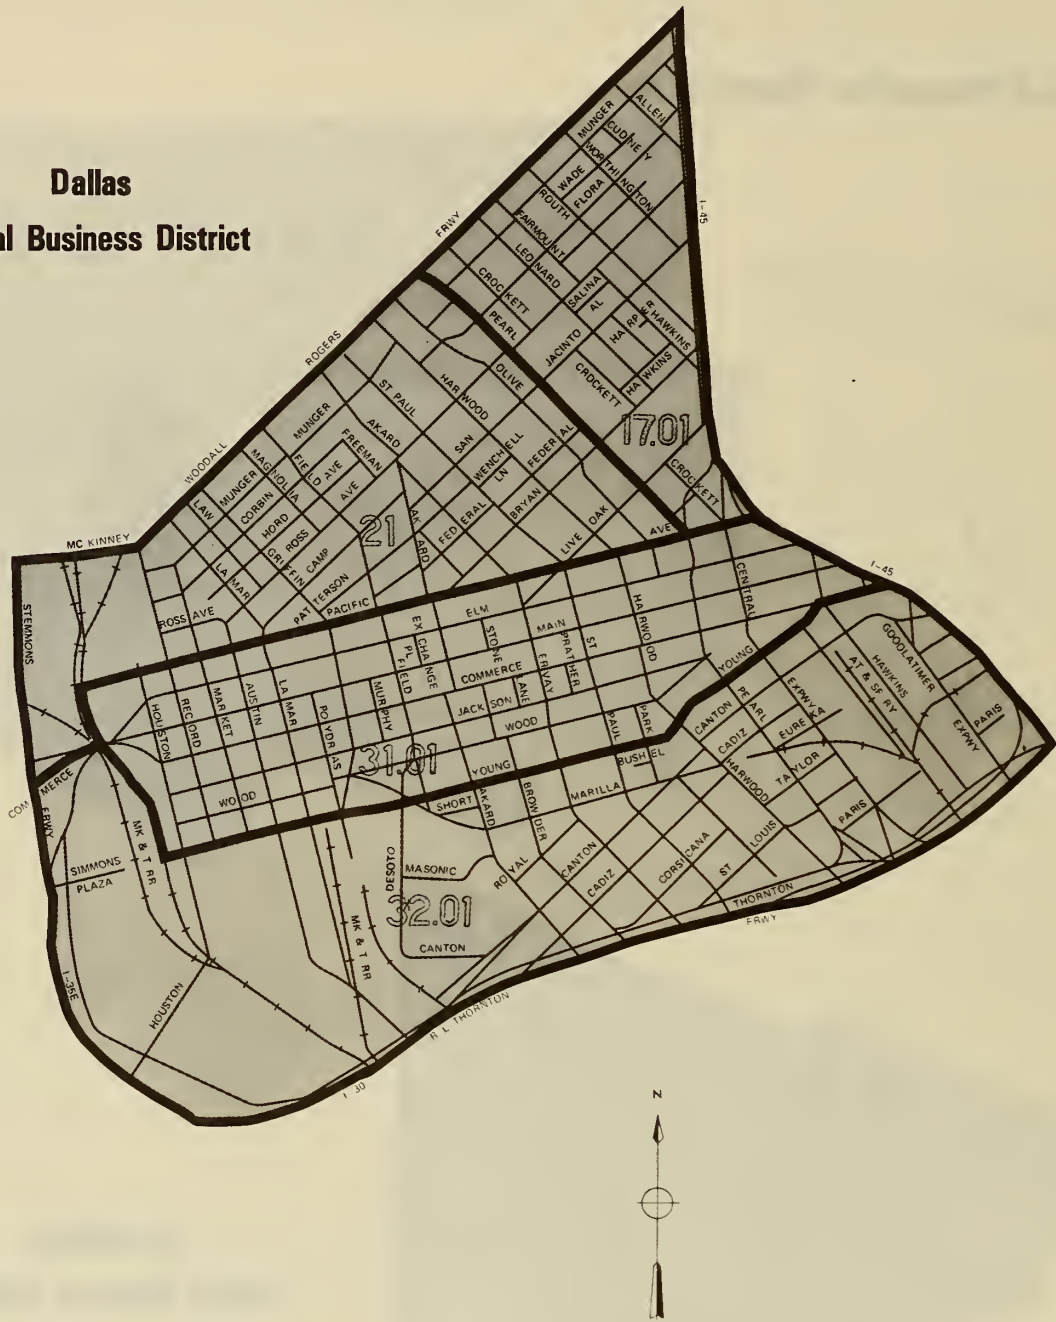 Dallas
al Business District
MUNGER
ALLEN
CUDNEY
WORTHINGTON
WADE
FLORA
ROUTH
FAIRMOUNT
LEONARD
I-45
FRWY
CROCKETT
PEARL
SALINA
AL
HARP
HAWKINS
JACINTO
CROCKETT
HAWKINS
17.01
CROCKETT
ROGERS
OLIVE
HARWOOD
ST PAUL
AKARD
SAN
WENCHELL
LN
FEDERAL
MUNGER
FREEMAN
FIELD AVE
AVE
WOODALL
MAGNOLIA
MUNGER
CORBIN
LAW
HORD
ROSS
GRIFFIN
CAMP
21
AKARD
FEDERAL
BRYAN
LIVE OAK
AVE
MC KINNEY
LAMAR
PATTERSON
PACIFIC
ROSS AVE
STEMMONS
ELM
MAIN
EXCHANGE
PL
FIELD
STONE
COMMERCE
PRATHER
ERVAY
ST
HARWOOD
CENTRAL
I-45
YOUNG
HOUSTON
RECORD
MARKET
AUSTIN
LAMAR
POYDRAS
MURPHY
JACKSON
LANE
WOOD
PAUL
PARK
31.01
YOUNG
BUSHEL
WOOD
COMMERCE
FRWY
GOODLATIMER
HAWKINS
AT & SF RY
EXPWY
PARIS
PEARL
EXPWY
EUREKA
CANTON
CADIZ
HARWOOD
TAYLOR
PARIS
SHORT
AKARD
BROWDER
MARILLA
MK & T RR
SIMMONS
PLAZA
DESOTO
MASONIC
ROYAL
CANTON
CADIZ
CORSICANA
ST LOUIS
32.01
THORNTON
FRWY
MK & T RR
CANTON
I-35E
HOUSTON
R L THORNTON
I 30
N